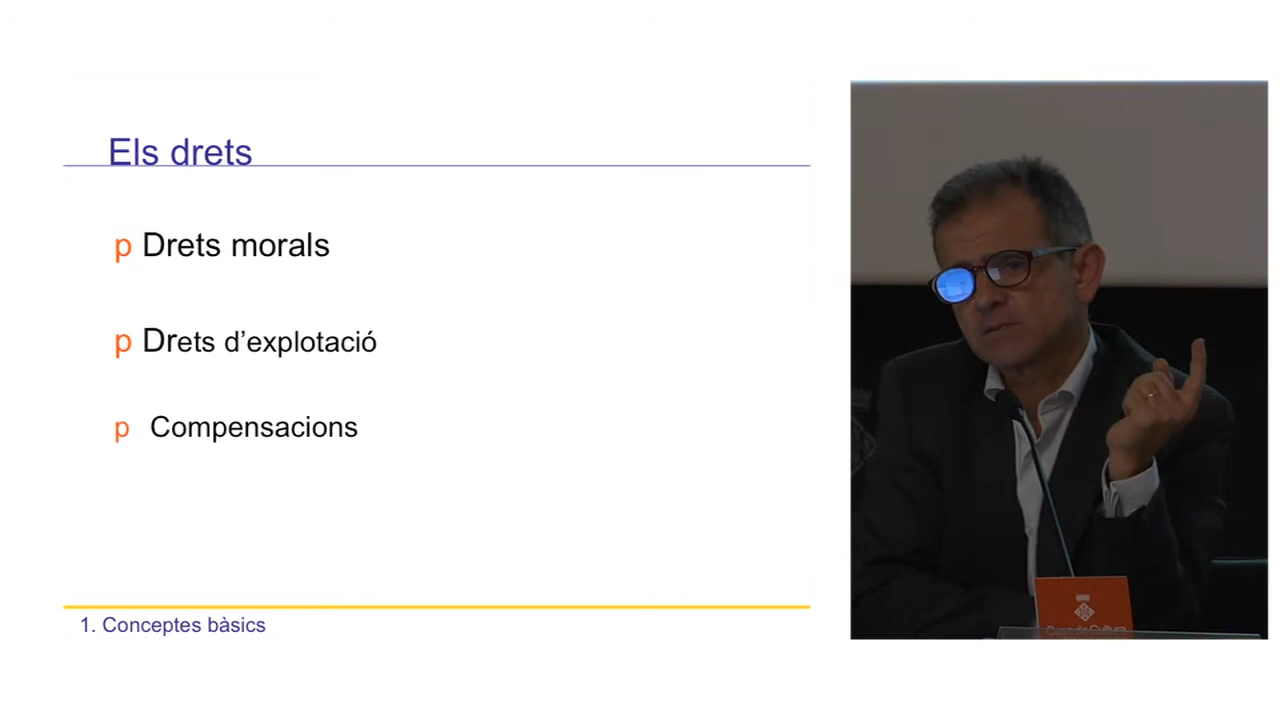 Els drets
p Drets morals
p Drets d’explotació
p Compensacions
1. Conceptes bàsics